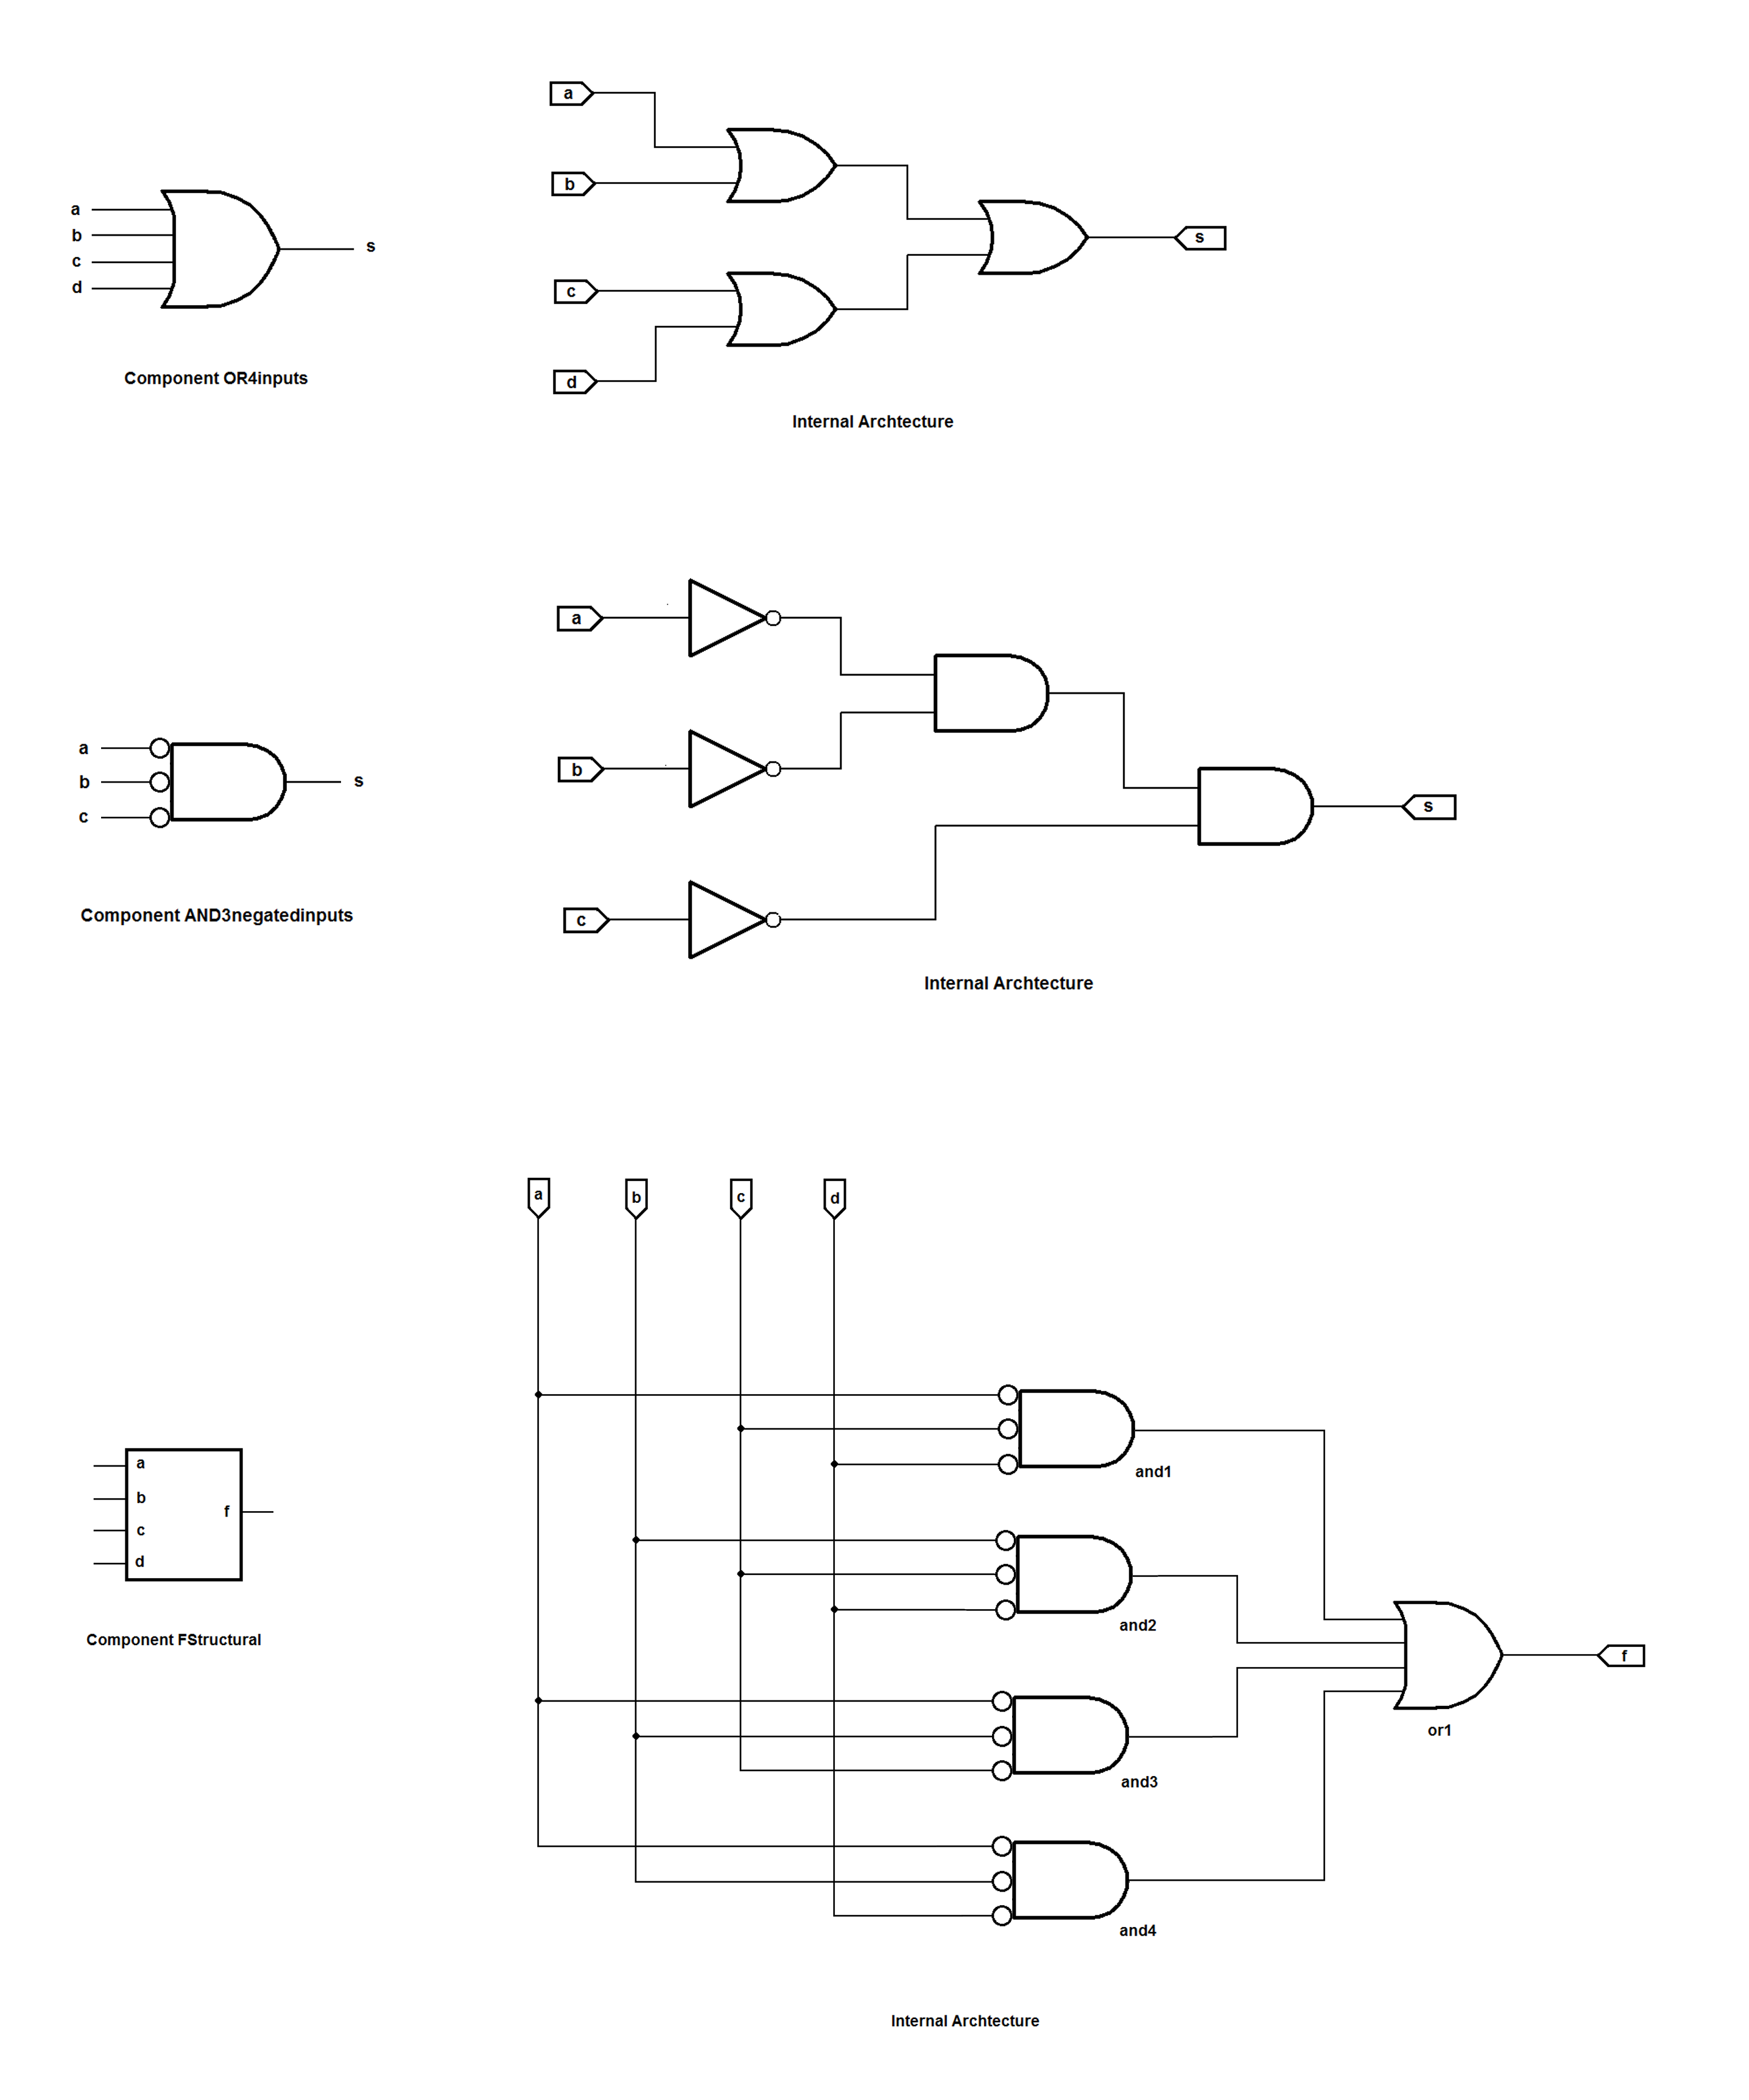 a
b
c
d
s
Component OR4inputs
a
b
c
d
s
Internal Archtecture
a
b
c
s
Component AND3negatedinputs
a
b
c
s
Internal Archtecture
a
b
c
d
f
Component FStructural
a b c d
and1
and2
and3
and4
or1
f
Internal Archtecture